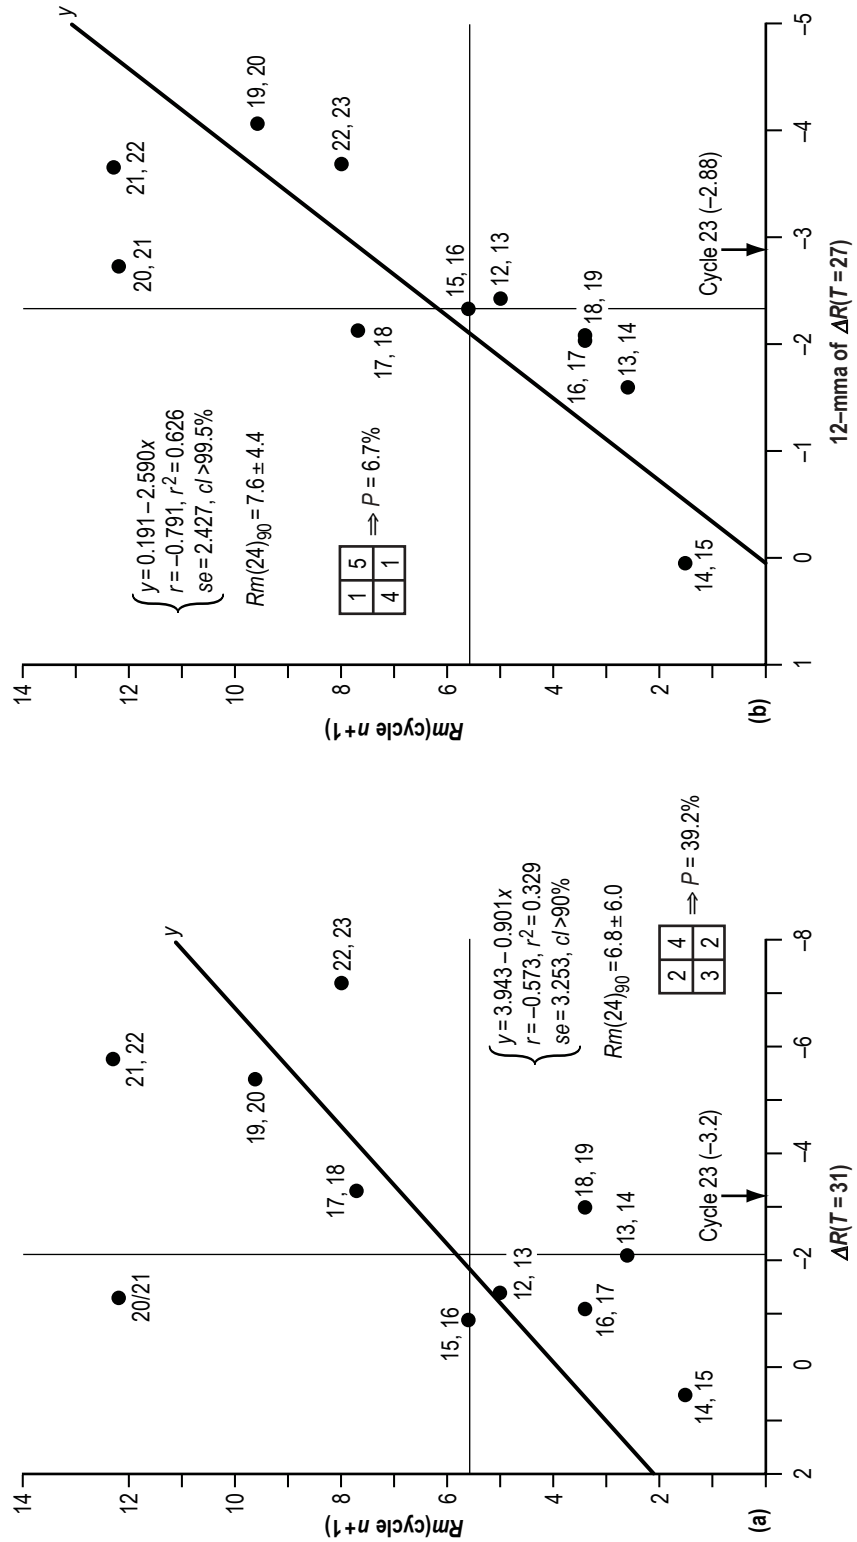 14
12
10
8
6
4
2
Rm(cycle n+1)
(a)
2
0
–2
–4
–6
–8
ΔR(T = 31)
y
20/21
21, 22
19, 20
22, 23
17, 18
15, 16
12, 13
18, 19
16, 17
13, 14
14, 15
y = 3.943 – 0.901x
r = –0.573, r2 = 0.329
se = 3.253, cl >90%
Rm(24)90 = 6.8 ± 6.0
2 4
3 2
⇒ P = 39.2%
Cycle 23 (–3.2)
14
12
10
8
6
4
2
Rm(cycle n+1)
(b)
1
0
–1
–2
–3
–4
–5
12–mma of ΔR(T = 27)
y
y = 0.191 – 2.590x
r = –0.791, r2 = 0.626
se = 2.427, cl >99.5%
Rm(24)90 = 7.6 ± 4.4
1 5
4 1
⇒ P = 6.7%
20, 21
21, 22
19, 20
22, 23
17, 18
15, 16
12, 13
16, 17
18, 19
13, 14
14, 15
Cycle 23 (–2.88)